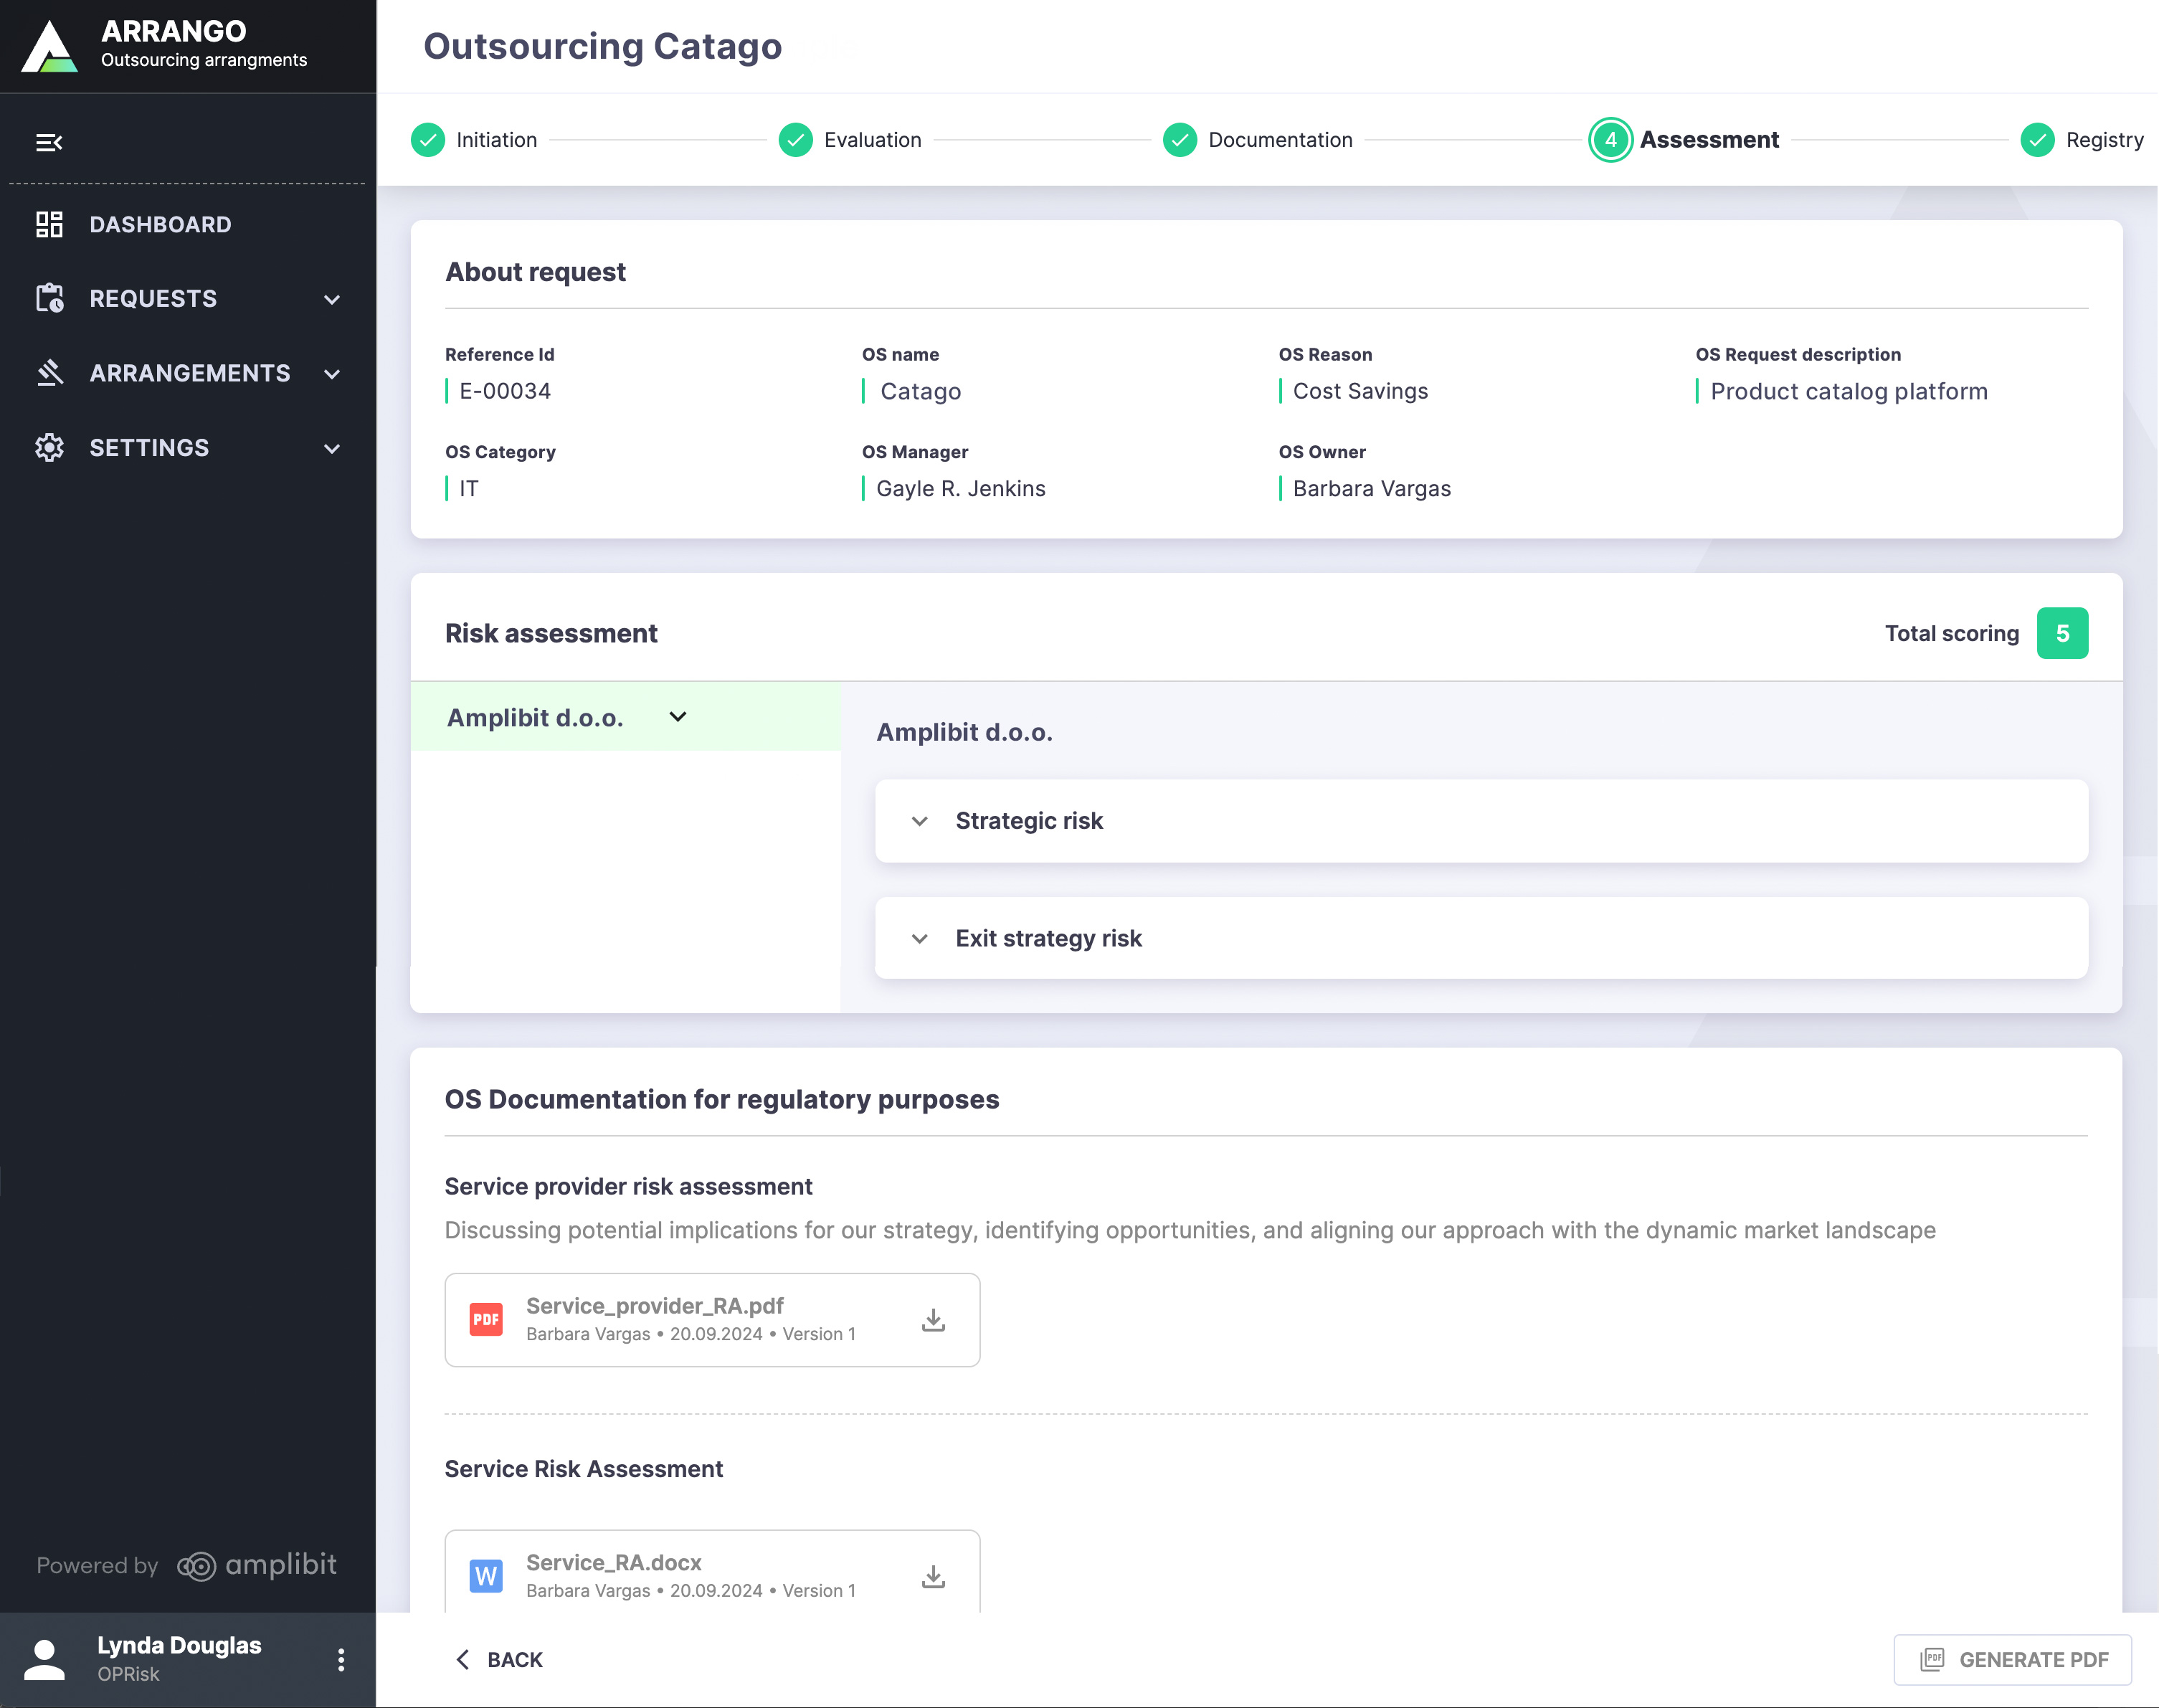 ARRANGO
Outsourcing arrangments
DASHBOARD
REQUESTS
ARRANGEMENTS
SETTINGS
Powered by amplibit
Lynda Douglas
OPRisk
Outsourcing Catago
Initiation Evaluation Documentation 4 Assessment Registry
About request
Reference Id OS name OS Reason OS Request description
E-00034 Catago Cost Savings Product catalog platform
OS Category OS Manager OS Owner
IT Gayle R. Jenkins Barbara Vargas
Risk assessment Total scoring 5
Amplibit d.o.o.
Amplibit d.o.o.
Strategic risk
Exit strategy risk
OS Documentation for regulatory purposes
Service provider risk assessment
Discussing potential implications for our strategy, identifying opportunities, and aligning our approach with the dynamic market landscape
PDF Service_provider_RA.pdf
Barbara Vargas • 20.09.2024 • Version 1
Service Risk Assessment
W Service_RA.docx
Barbara Vargas • 20.09.2024 • Version 1
BACK PDF GENERATE PDF